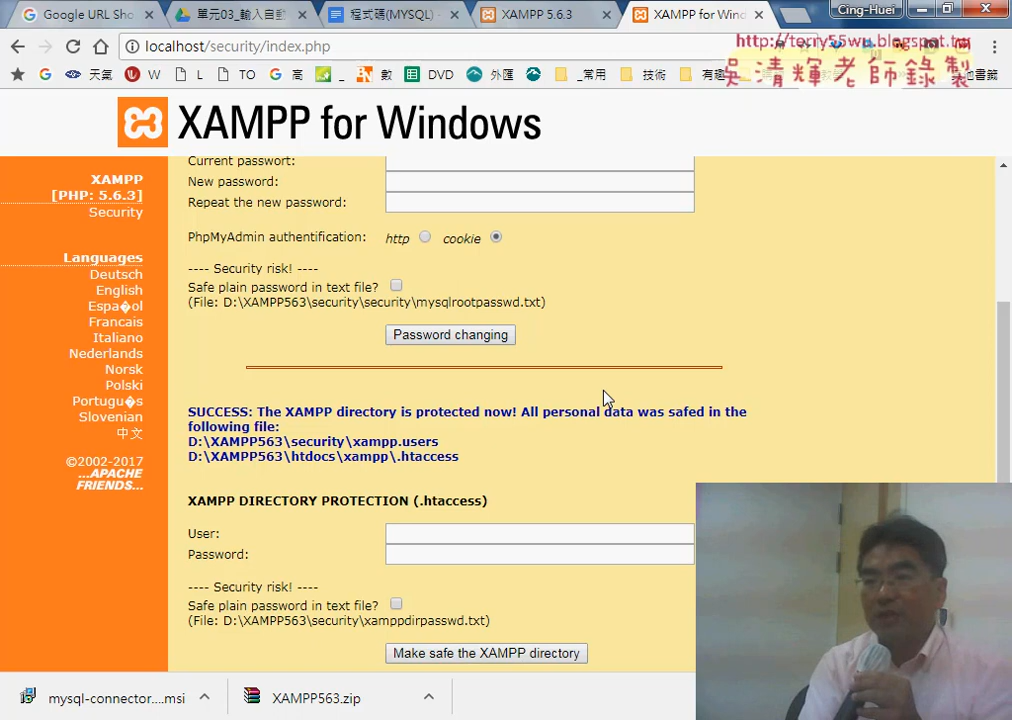 Google URL Sho
單元03_輸入自動
程式碼(MYSQL) -
XAMPP 5.6.3
XAMPP for Wind
Cing-Huei
localhost/security/index.php
http://terry55wu.blogspot.tw
吳清輝老師錄製
天氣
W
L
TO
高
_
數
DVD
外匯
_常用
技術
有趣
XAMPP for Windows
XAMPP
[PHP: 5.6.3]
Security
Languages
Deutsch
English
Espa�ol
Francais
Italiano
Nederlands
Norsk
Polski
Portugu�s
Slovenian
中文
©2002-2017
...APACHE
FRIENDS...
Current passwort:
New password:
Repeat the new password:
PhpMyAdmin authentification:
http
cookie
---- Security risk! ----
Safe plain password in text file?
(File: D:\XAMPP563\security\security\mysqlrootpasswd.txt)
Password changing
SUCCESS: The XAMPP directory is protected now! All personal data was safed in the
following file:
D:\XAMPP563\security\xampp.users
D:\XAMPP563\htdocs\xampp\.htaccess
XAMPP DIRECTORY PROTECTION (.htaccess)
User:
Password:
---- Security risk! ----
Safe plain password in text file?
(File: D:\XAMPP563\security\xamppdirpasswd.txt)
Make safe the XAMPP directory
mysql-connector....msi
XAMPP563.zip